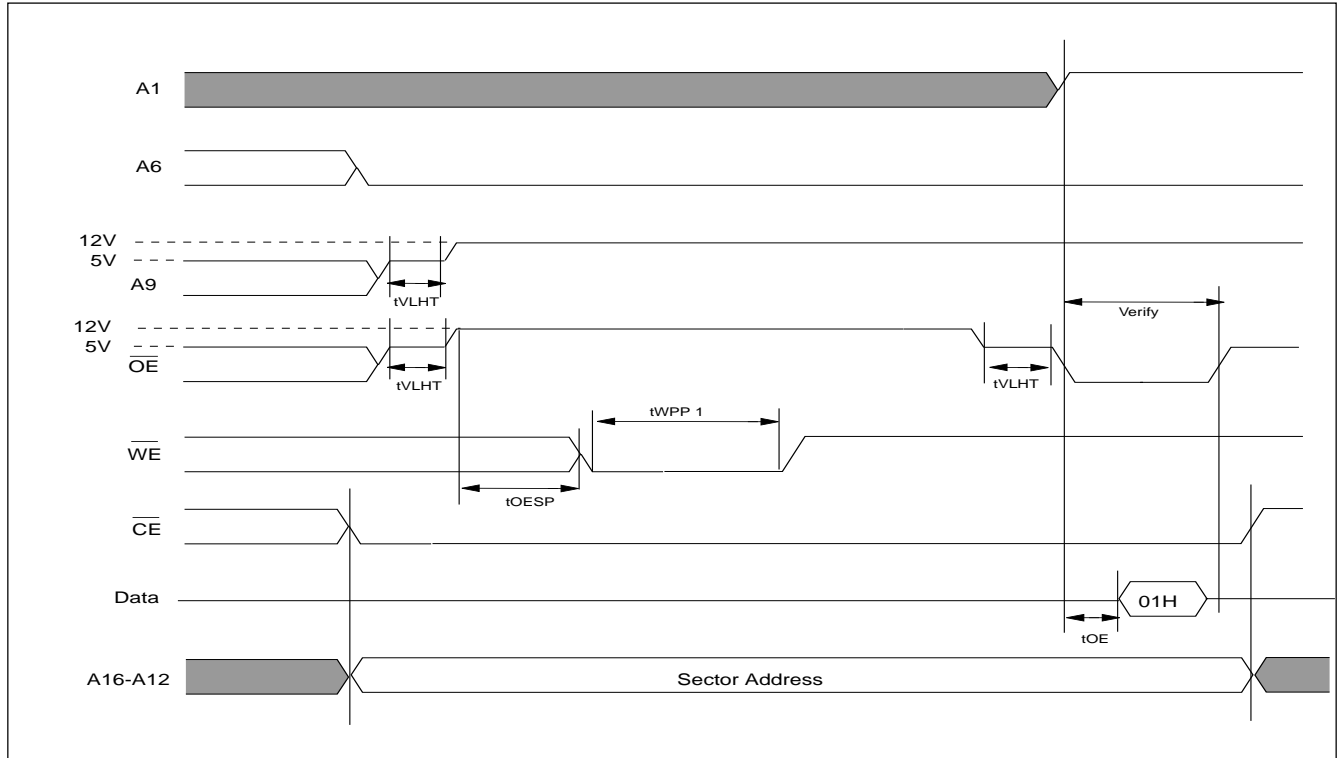 A1
A6
12V
5V
A9
tVLHT
12V
Verify
5V
OE
tVLHT
tVLHT
tWPP 1
WE
tOESP
CE
Data
01H
tOE
A16-A12
Sector Address